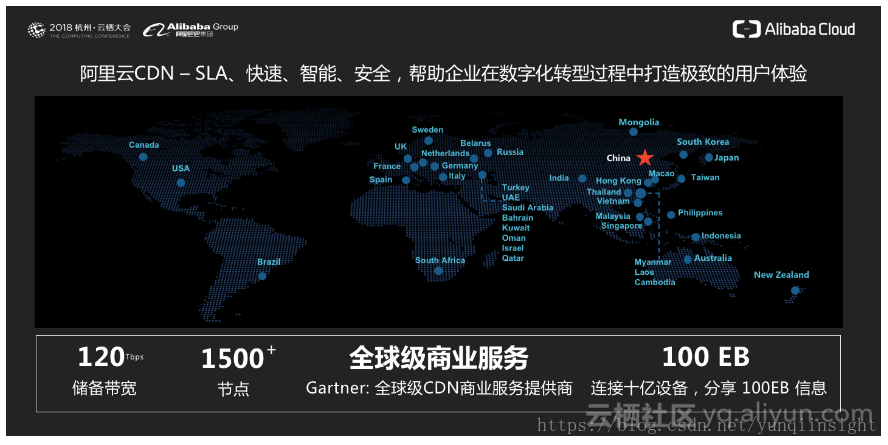 2018 杭州·云栖大会
THE COMPUTING CONFERENCE
Alibaba Group
阿里巴巴集团
Alibaba Cloud
阿里云CDN – SLA、快速、智能、安全，帮助企业在数字化转型过程中打造极致的用户体验
Canada
USA
Brazil
Sweden
UK
Netherlands
Belarus
Russia
France
Germany
Spain
Italy
Turkey
UAE
Saudi Arabia
Bahrain
Kuwait
Oman
Israel
Qatar
South Africa
Mongolia
China
South Korea
Japan
India
Hong Kong
Macao
Taiwan
Thailand
Vietnam
Malaysia
Singapore
Philippines
Indonesia
Myanmar
Laos
Cambodia
Australia
New Zealand
120Tbps
储备带宽
1500+
节点
全球级商业服务
Gartner: 全球级CDN商业服务提供商
100 EB
连接十亿设备，分享 100EB 信息
云栖社区 yq.aliyun.com
https://blog.csdn.net/yunqiinsight